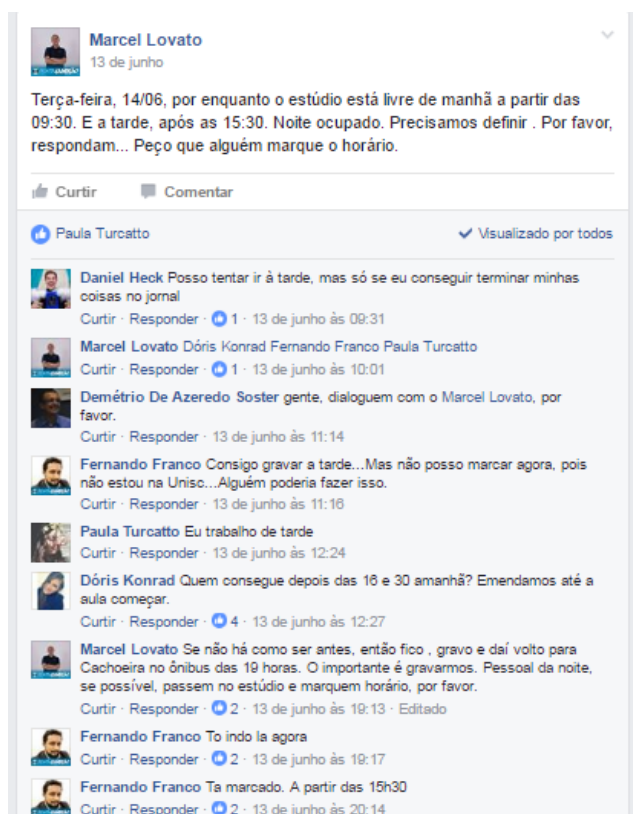 Marcel Lovato
13 de junho
Terça-feira, 14/06, por enquanto o estúdio está livre de manhã a partir das
09:30. E a tarde, após as 15:30. Noite ocupado. Precisamos definir . Por favor,
respondam... Peço que alguém marque o horário.
Curtir Comentar
Paula Turcatto Visualizado por todos
Daniel Heck Posso tentar ir à tarde, mas só se eu conseguir terminar minhas
coisas no jornal
Curtir · Responder · 1 · 13 de junho às 09:31
Marcel Lovato Dóris Konrad Fernando Franco Paula Turcatto
Curtir · Responder · 1 · 13 de junho às 10:01
Demétrio De Azeredo Soster gente, dialoguem com o Marcel Lovato, por
favor.
Curtir · Responder · 13 de junho às 11:14
Fernando Franco Consigo gravar a tarde...Mas não posso marcar agora, pois
não estou na Unisc...Alguém poderia fazer isso.
Curtir · Responder · 13 de junho às 11:16
Paula Turcatto Eu trabalho de tarde
Curtir · Responder · 13 de junho às 12:24
Dóris Konrad Quem consegue depois das 16 e 30 amanhã? Emendamos até a
aula começar.
Curtir · Responder · 4 · 13 de junho às 12:27
Marcel Lovato Se não há como ser antes, então fico , gravo e daí volto para
Cachoeira no ônibus das 19 horas. O importante é gravarmos. Pessoal da noite,
se possível, passem no estúdio e marquem horário, por favor.
Curtir · Responder · 2 · 13 de junho às 19:13 · Editado
Fernando Franco To indo la agora
Curtir · Responder · 2 · 13 de junho às 19:17
Fernando Franco Ta marcado. A partir das 15h30
Curtir · Responder · 2 · 13 de junho às 20:14